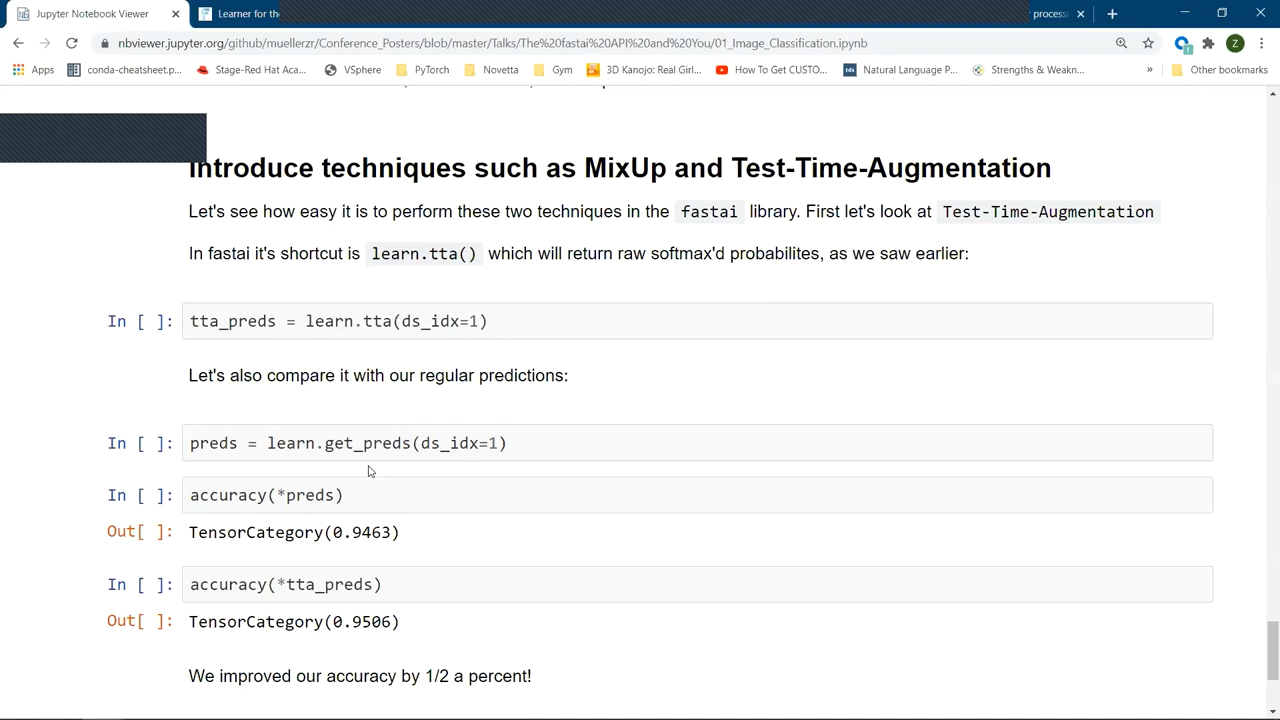 Jupyter Notebook Viewer
Learner for the
processi
nbviewer.jupyter.org/github/muellerzr/Conference_Posters/blob/master/Talks/The%20fastai%20API%20and%20You/01_Image_Classification.ipynb
Z
Apps
conda-cheatsheet.p...
Stage-Red Hat Aca...
VSphere
PyTorch
Novetta
Gym
3D Kanojo: Real Girl...
How To Get CUSTO...
tds
Natural Language P...
Strengths & Weakn...
»
Other bookmarks
Introduce techniques such as MixUp and Test-Time-Augmentation
Let's see how easy it is to perform these two techniques in the fastai library. First let's look at Test-Time-Augmentation
In fastai it's shortcut is learn.tta() which will return raw softmax'd probabilites, as we saw earlier:
In [ ]: tta_preds = learn.tta(ds_idx=1)
Let's also compare it with our regular predictions:
In [ ]: preds = learn.get_preds(ds_idx=1)
In [ ]: accuracy(*preds)
Out[ ]: TensorCategory(0.9463)
In [ ]: accuracy(*tta_preds)
Out[ ]: TensorCategory(0.9506)
We improved our accuracy by 1/2 a percent!